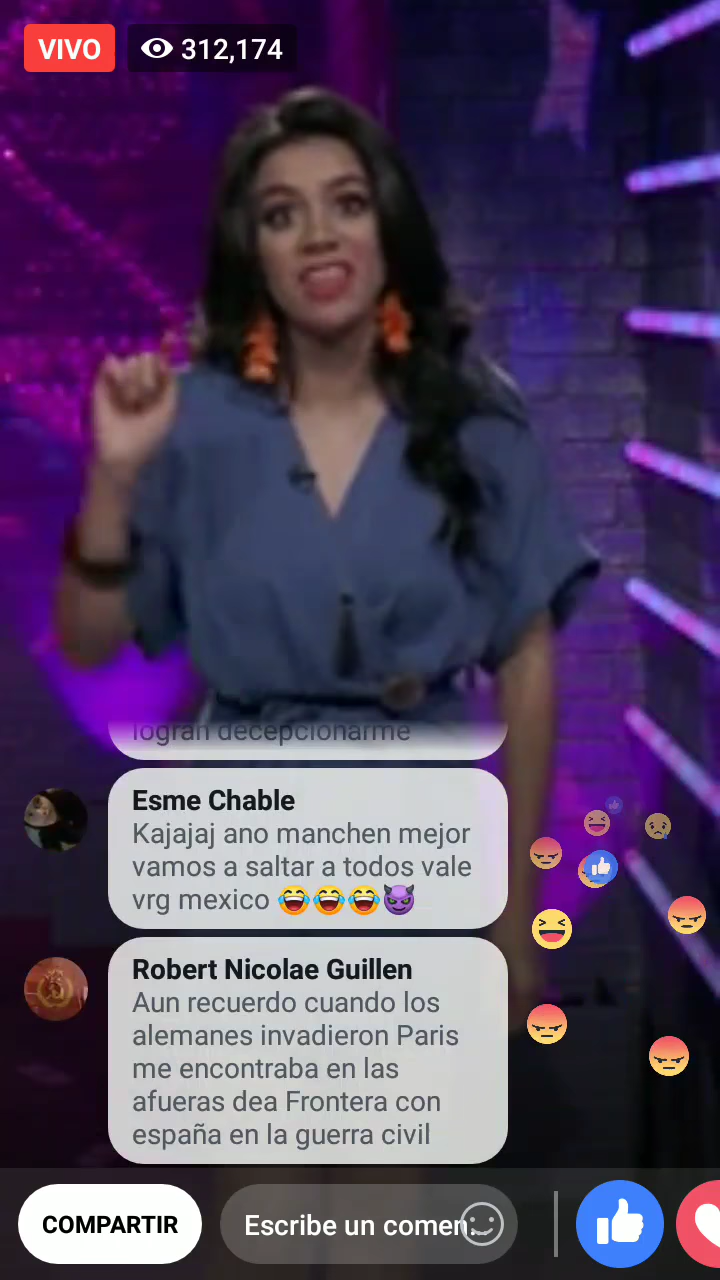 VIVO 312,174
logran decepcionarme
Esme Chable
Kajajaj ano manchen mejor
vamos a saltar a todos vale
vrg mexico 😂😂😂😈
Robert Nicolae Guillen
Aun recuerdo cuando los
alemanes invadieron Paris
me encontraba en las
afueras dea Frontera con
españa en la guerra civil
COMPARTIR Escribe un comen.